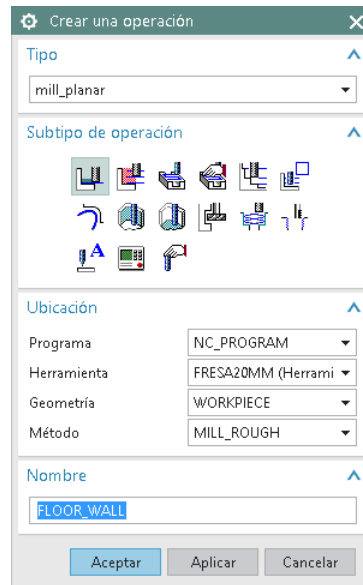 Crear una operación
Tipo
mill_planar
Subtipo de operación
A
Ubicación
Programa NC_PROGRAM
Herramienta FRESA20MM (Herrami
Geometría WORKPIECE
Método MILL_ROUGH
Nombre
FLOOR_WALL
Aceptar Aplicar Cancelar